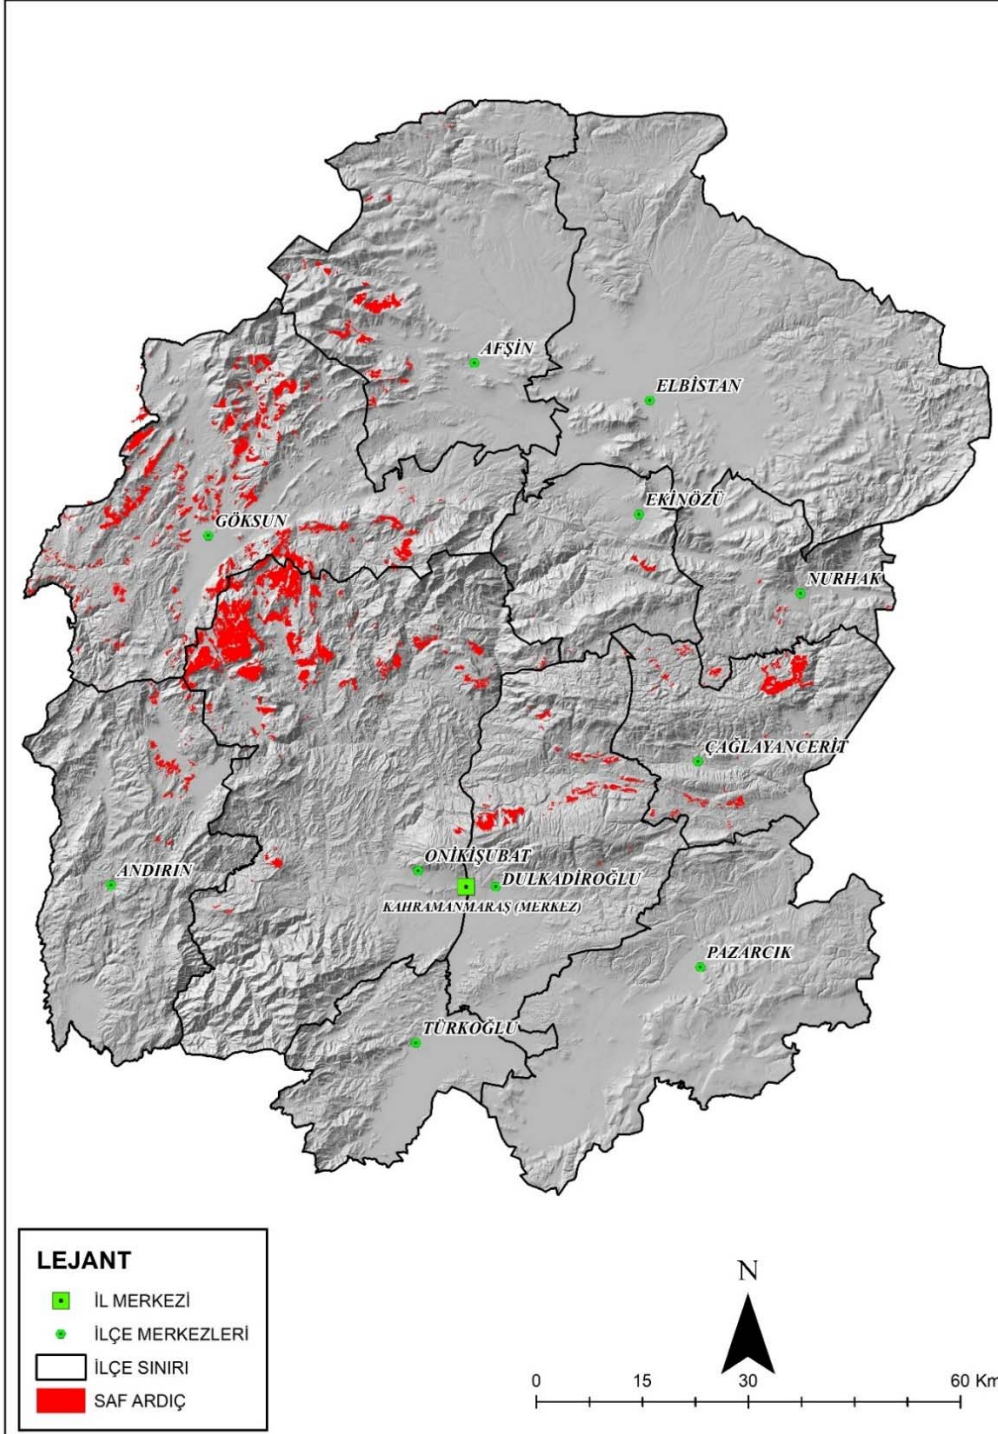 AFŞİN
ELBİSTAN
EKİNÖZÜ
GÖKSUN
NURHAK
ÇAĞLAYANCERİT
ONİKİŞUBAT
ANDIRIN
DULKADİROĞLU
KAHRAMANMARAŞ (MERKEZ)
PAZARCIK
TÜRKOĞLU
LEJANT
İL MERKEZİ
İLÇE MERKEZLERİ
İLÇE SINIRI
SAF ARDIÇ
N
0 15 30 60 Km